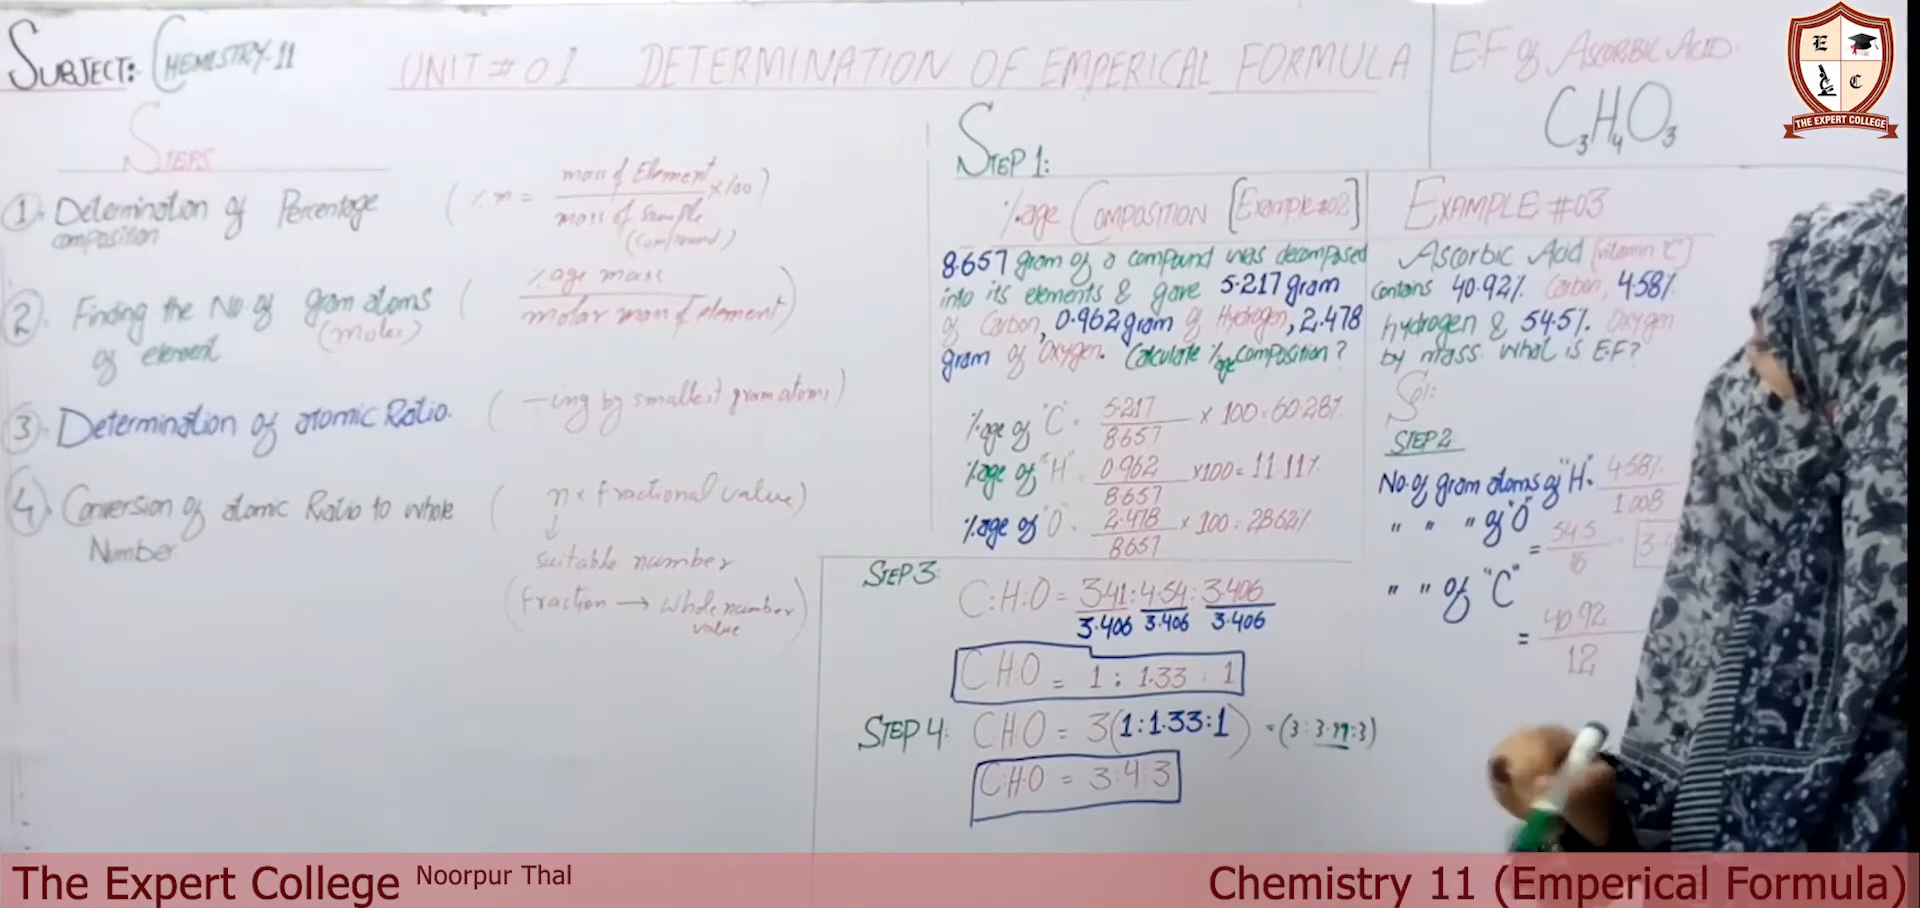 SUBJECT: CHEMISTRY-11
UNIT # 01 DETERMINATION OF EMPERICAL FORMULA
E.F of ASCORBIC ACID
C3H4O3
E
C
THE EXPERT COLLEGE
STEPS
1. Determination of Percentage composition
(% m = mass of Element / mass of sample (compound) × 100)
2. Finding the No. of gram atoms (moles) of element
(%age mass / molar mass of element)
3. Determination of atomic Ratio.
(-ing by smallest gram atoms)
4. Conversion of atomic Ratio to whole Number
(n × fractional value)
↓
suitable number
(fraction → whole number value)
STEP 1:
%age COMPOSITION [Example #02]
8.657 gram of a compound was decomposed
into its elements & gave 5.217 gram
of Carbon, 0.962 gram of Hydrogen, 2.478
gram of Oxygen. Calculate %age composition?
%age of "C" = 5.217 / 8.657 × 100 = 60.28%
%age of "H" = 0.962 / 8.657 × 100 = 11.11%
%age of "O" = 2.478 / 8.657 × 100 = 28.62%
EXAMPLE #03
Ascorbic Acid (vitamin "C")
contains 40.92% Carbon, 4.58%
hydrogen & 54.5% Oxygen
by mass. What is E.F?
Sol:
STEP 2
No. of gram atoms of "H" = 4.58% / 1.008
" " " of "O"
= 54.5
" " of "C"
= 40.92 / 12
STEP 3
C:H:O = 3.41 / 3.406 : 4.54 / 3.406 : 3.406 / 3.406
C:H:O = 1 : 1.33 : 1
STEP 4: C:H:O = 3(1:1.33:1) = (3:3.99:3)
C:H:O = 3:4:3
The Expert College Noorpur Thal
Chemistry 11 (Emperical Formula)